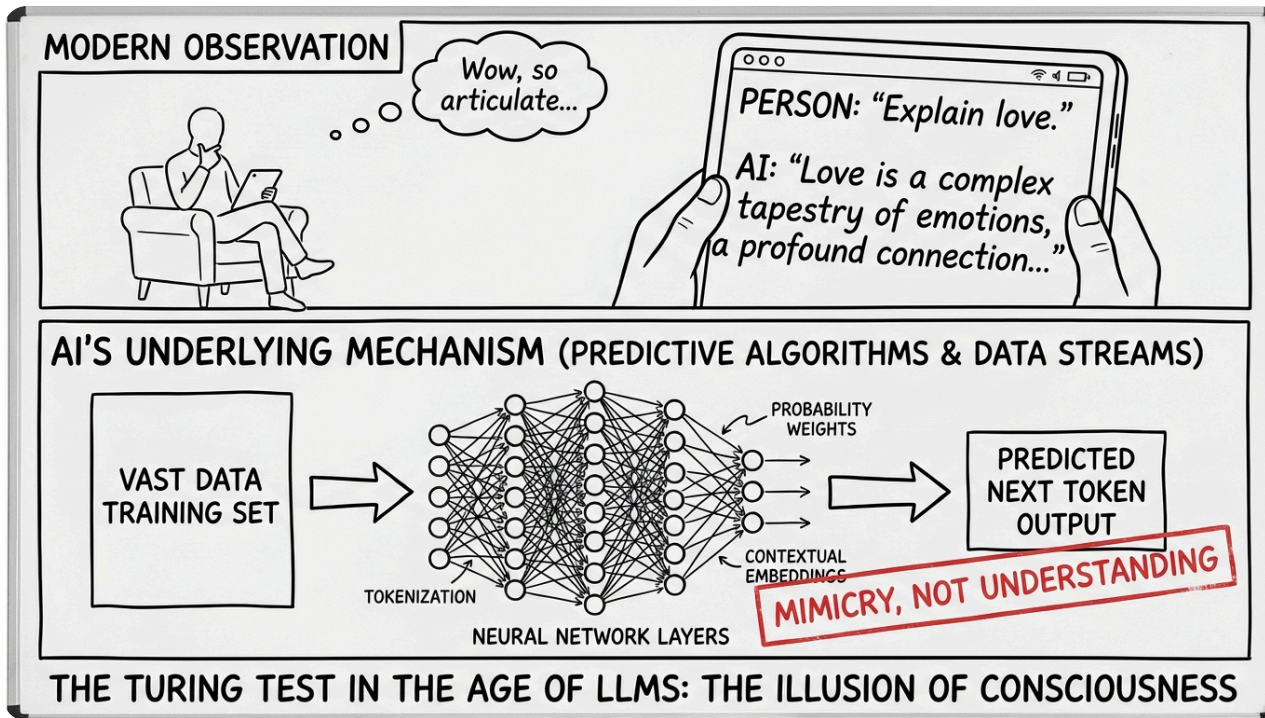 MODERN OBSERVATION
Wow, so
articulate...
PERSON: “Explain love.”
AI: “Love is a complex
tapestry of emotions,
a profound connection...”
AI'S UNDERLYING MECHANISM (PREDICTIVE ALGORITHMS & DATA STREAMS)
VAST DATA
TRAINING SET
TOKENIZATION
NEURAL NETWORK LAYERS
PROBABILITY
WEIGHTS
CONTEXTUAL
EMBEDDINGS
PREDICTED
NEXT TOKEN
OUTPUT
MIMICRY, NOT UNDERSTANDING
THE TURING TEST IN THE AGE OF LLMS: THE ILLUSION OF CONSCIOUSNESS